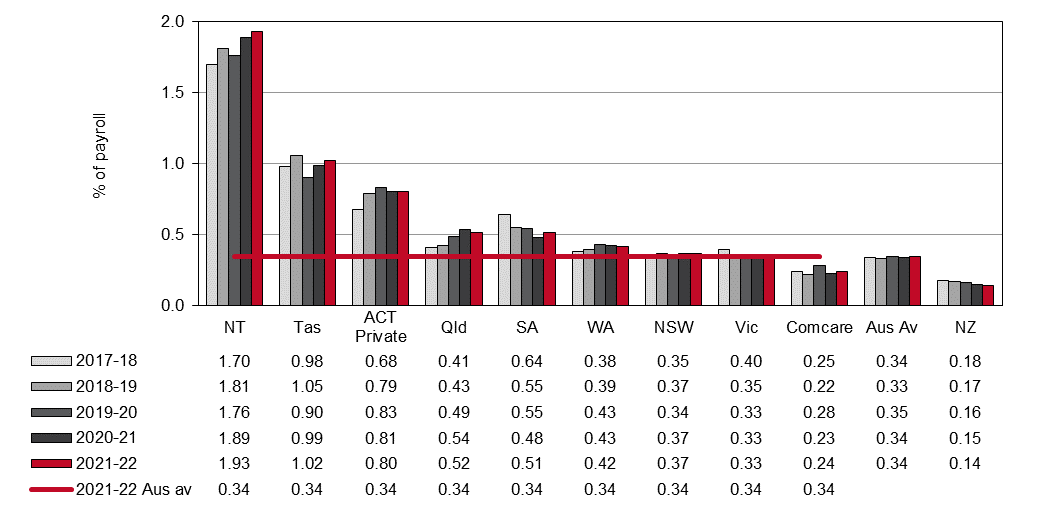 2.0
1.5
1.0
0.5
0.0
% of payroll
NT Tas ACT Private Qld SA WA NSW Vic Comcare Aus Av NZ
2017-18 1.70 0.98 0.68 0.41 0.64 0.38 0.35 0.40 0.25 0.34 0.18
2018-19 1.81 1.05 0.79 0.43 0.55 0.39 0.37 0.35 0.22 0.33 0.17
2019-20 1.76 0.90 0.83 0.49 0.55 0.43 0.34 0.33 0.28 0.35 0.16
2020-21 1.89 0.99 0.81 0.54 0.48 0.43 0.37 0.33 0.23 0.34 0.15
2021-22 1.93 1.02 0.80 0.52 0.51 0.42 0.37 0.33 0.24 0.34 0.14
2021-22 Aus av 0.34 0.34 0.34 0.34 0.34 0.34 0.34 0.34 0.34